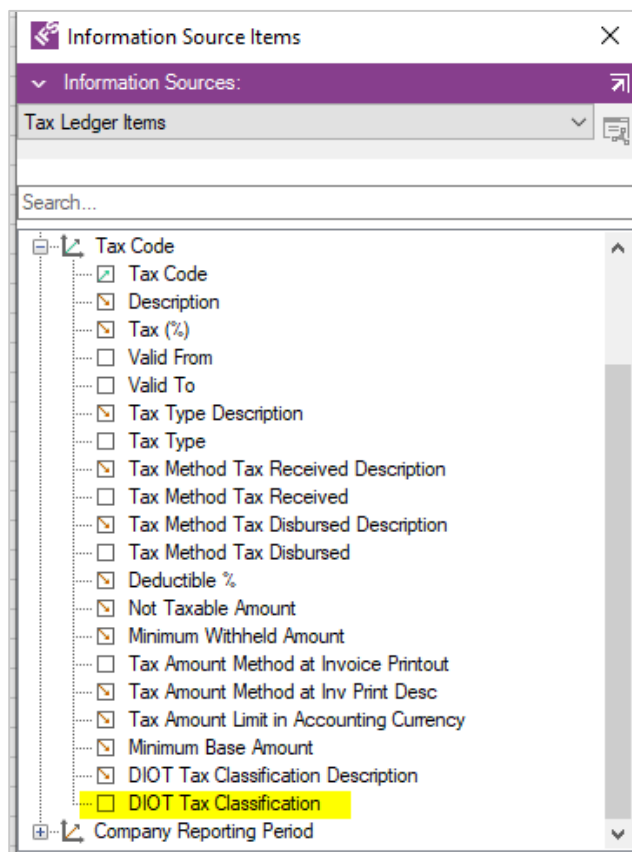 IFS Information Source Items
Information Sources:
Tax Ledger Items
Search...
Tax Code
Tax Code
Description
Tax (%)
Valid From
Valid To
Tax Type Description
Tax Type
Tax Method Tax Received Description
Tax Method Tax Received
Tax Method Tax Disbursed Description
Tax Method Tax Disbursed
Deductible %
Not Taxable Amount
Minimum Withheld Amount
Tax Amount Method at Invoice Printout
Tax Amount Method at Inv Print Desc
Tax Amount Limit in Accounting Currency
Minimum Base Amount
DIOT Tax Classification Description
DIOT Tax Classification
Company Reporting Period